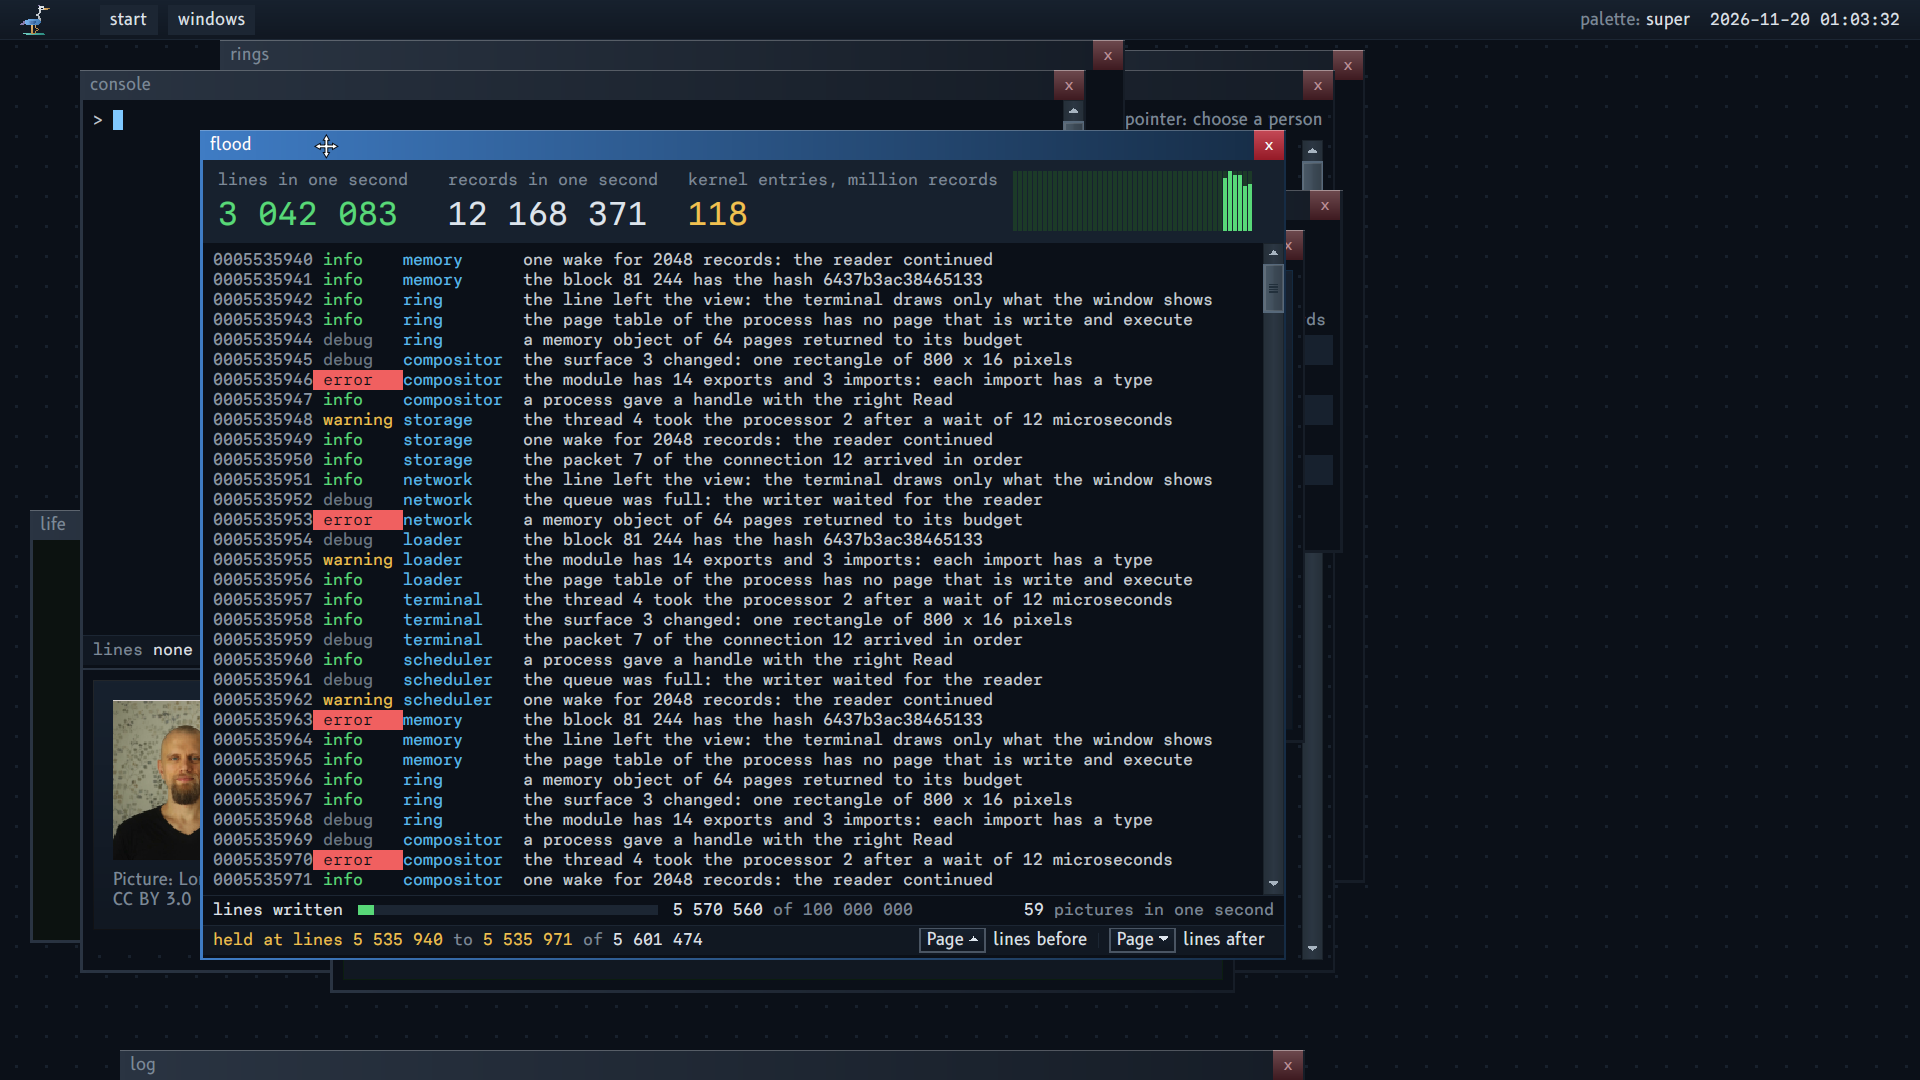 start windows palette: super 2026-11-20 01:03:32
rings x
x
console x
x
> pointer: choose a person
flood x
lines in one second records in one second kernel entries, million records
3 042 083 12 168 371 118
x
x
0005535940 info memory one wake for 2048 records: the reader continued
0005535941 info memory the block 81 244 has the hash 6437b3ac38465133
0005535942 info ring the line left the view: the terminal draws only what the window shows
0005535943 info ring the page table of the process has no page that is write and execute
ds
0005535944 debug ring a memory object of 64 pages returned to its budget
0005535945 debug compositor the surface 3 changed: one rectangle of 800 x 16 pixels
0005535946 error compositor the module has 14 exports and 3 imports: each import has a type
0005535947 info compositor a process gave a handle with the right Read
0005535948 warning storage the thread 4 took the processor 2 after a wait of 12 microseconds
0005535949 info storage one wake for 2048 records: the reader continued
0005535950 info storage the packet 7 of the connection 12 arrived in order
0005535951 info network the line left the view: the terminal draws only what the window shows
0005535952 debug network the queue was full: the writer waited for the reader
0005535953 error network a memory object of 64 pages returned to its budget
life
0005535954 debug loader the block 81 244 has the hash 6437b3ac38465133
0005535955 warning loader the module has 14 exports and 3 imports: each import has a type
0005535956 info loader the page table of the process has no page that is write and execute
0005535957 info terminal the thread 4 took the processor 2 after a wait of 12 microseconds
0005535958 info terminal the surface 3 changed: one rectangle of 800 x 16 pixels
0005535959 debug terminal the packet 7 of the connection 12 arrived in order
lines none
0005535960 info scheduler a process gave a handle with the right Read
0005535961 debug scheduler the queue was full: the writer waited for the reader
0005535962 warning scheduler one wake for 2048 records: the reader continued
0005535963 error memory the block 81 244 has the hash 6437b3ac38465133
0005535964 info memory the line left the view: the terminal draws only what the window shows
0005535965 info memory the page table of the process has no page that is write and execute
0005535966 info ring a memory object of 64 pages returned to its budget
0005535967 info ring the surface 3 changed: one rectangle of 800 x 16 pixels
0005535968 debug ring the module has 14 exports and 3 imports: each import has a type
0005535969 debug compositor a process gave a handle with the right Read
0005535970 error compositor the thread 4 took the processor 2 after a wait of 12 microseconds
0005535971 info compositor one wake for 2048 records: the reader continued
Picture: Lo
CC BY 3.0
lines written 5 570 560 of 100 000 000 59 pictures in one second
held at lines 5 535 940 to 5 535 971 of 5 601 474 Page lines before Page lines after
log x